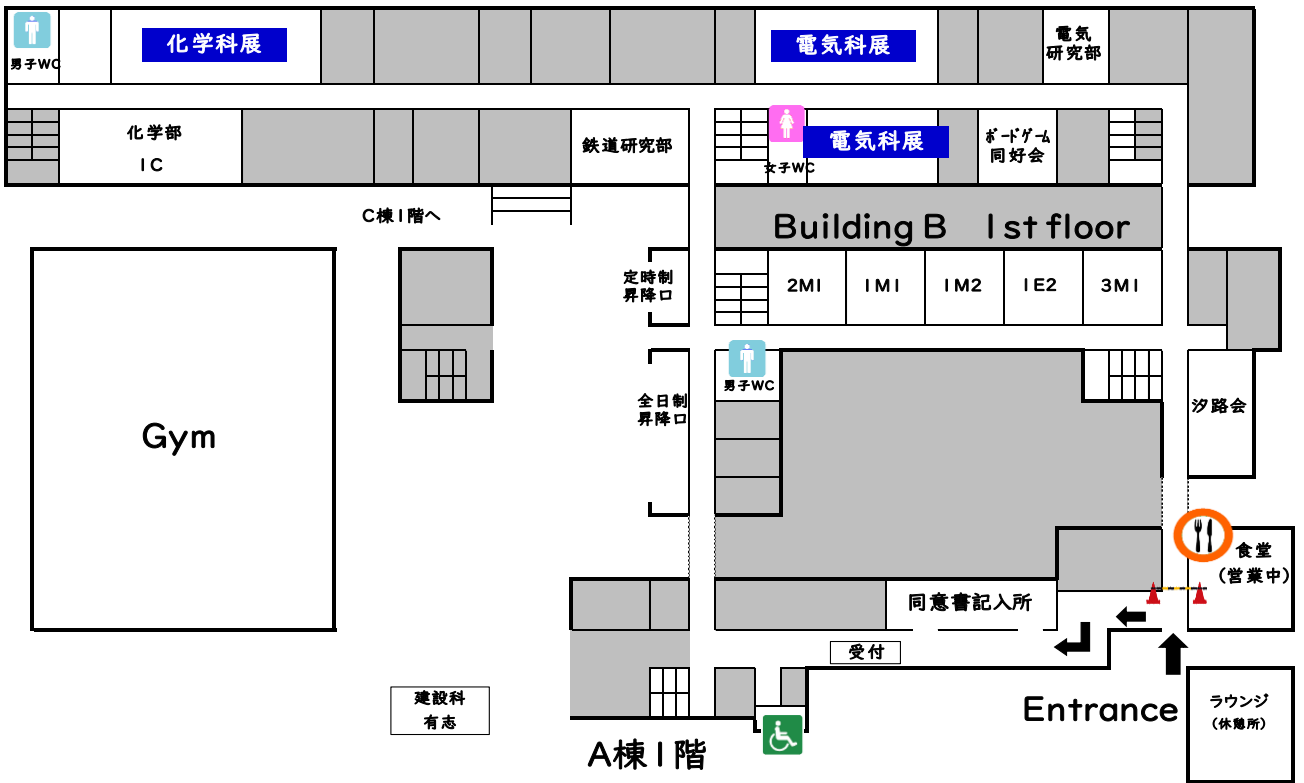 男子WC
化学科展
電気科展
電気
研究部
化学部
1C
鉄道研究部
女子WC
電気科展
ボードゲーム
同好会
C棟1階へ
Building B 1st floor
定時制
昇降口
2M1
1M1
1M2
1E2
3M1
男子WC
全日制
昇降口
汐路会
Gym
食堂
(営業中)
同意書記入所
受付
建設科
有志
Entrance
ラウンジ
(休憩所)
A棟1階